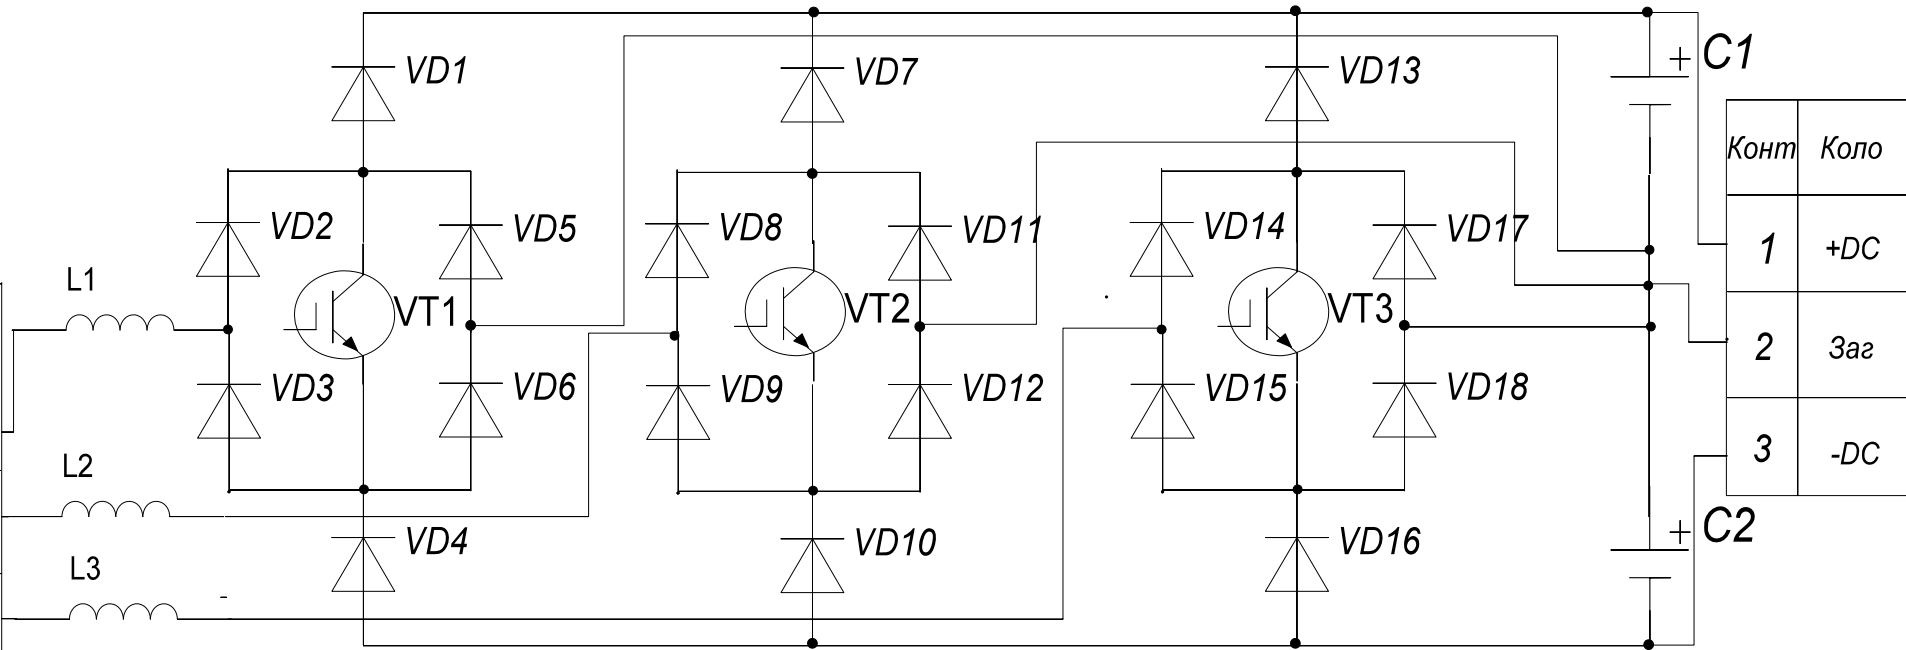 VD1
VD7
VD13
+ C1
Конт Коло
VD2
VD5
VD8
VD11
VD14
VD17
1 +DC
L1
VT1
VT2
VT3
2 Заг
VD3
VD6
VD9
VD12
VD15
VD18
3 -DC
L2
VD4
VD10
VD16
+ C2
L3